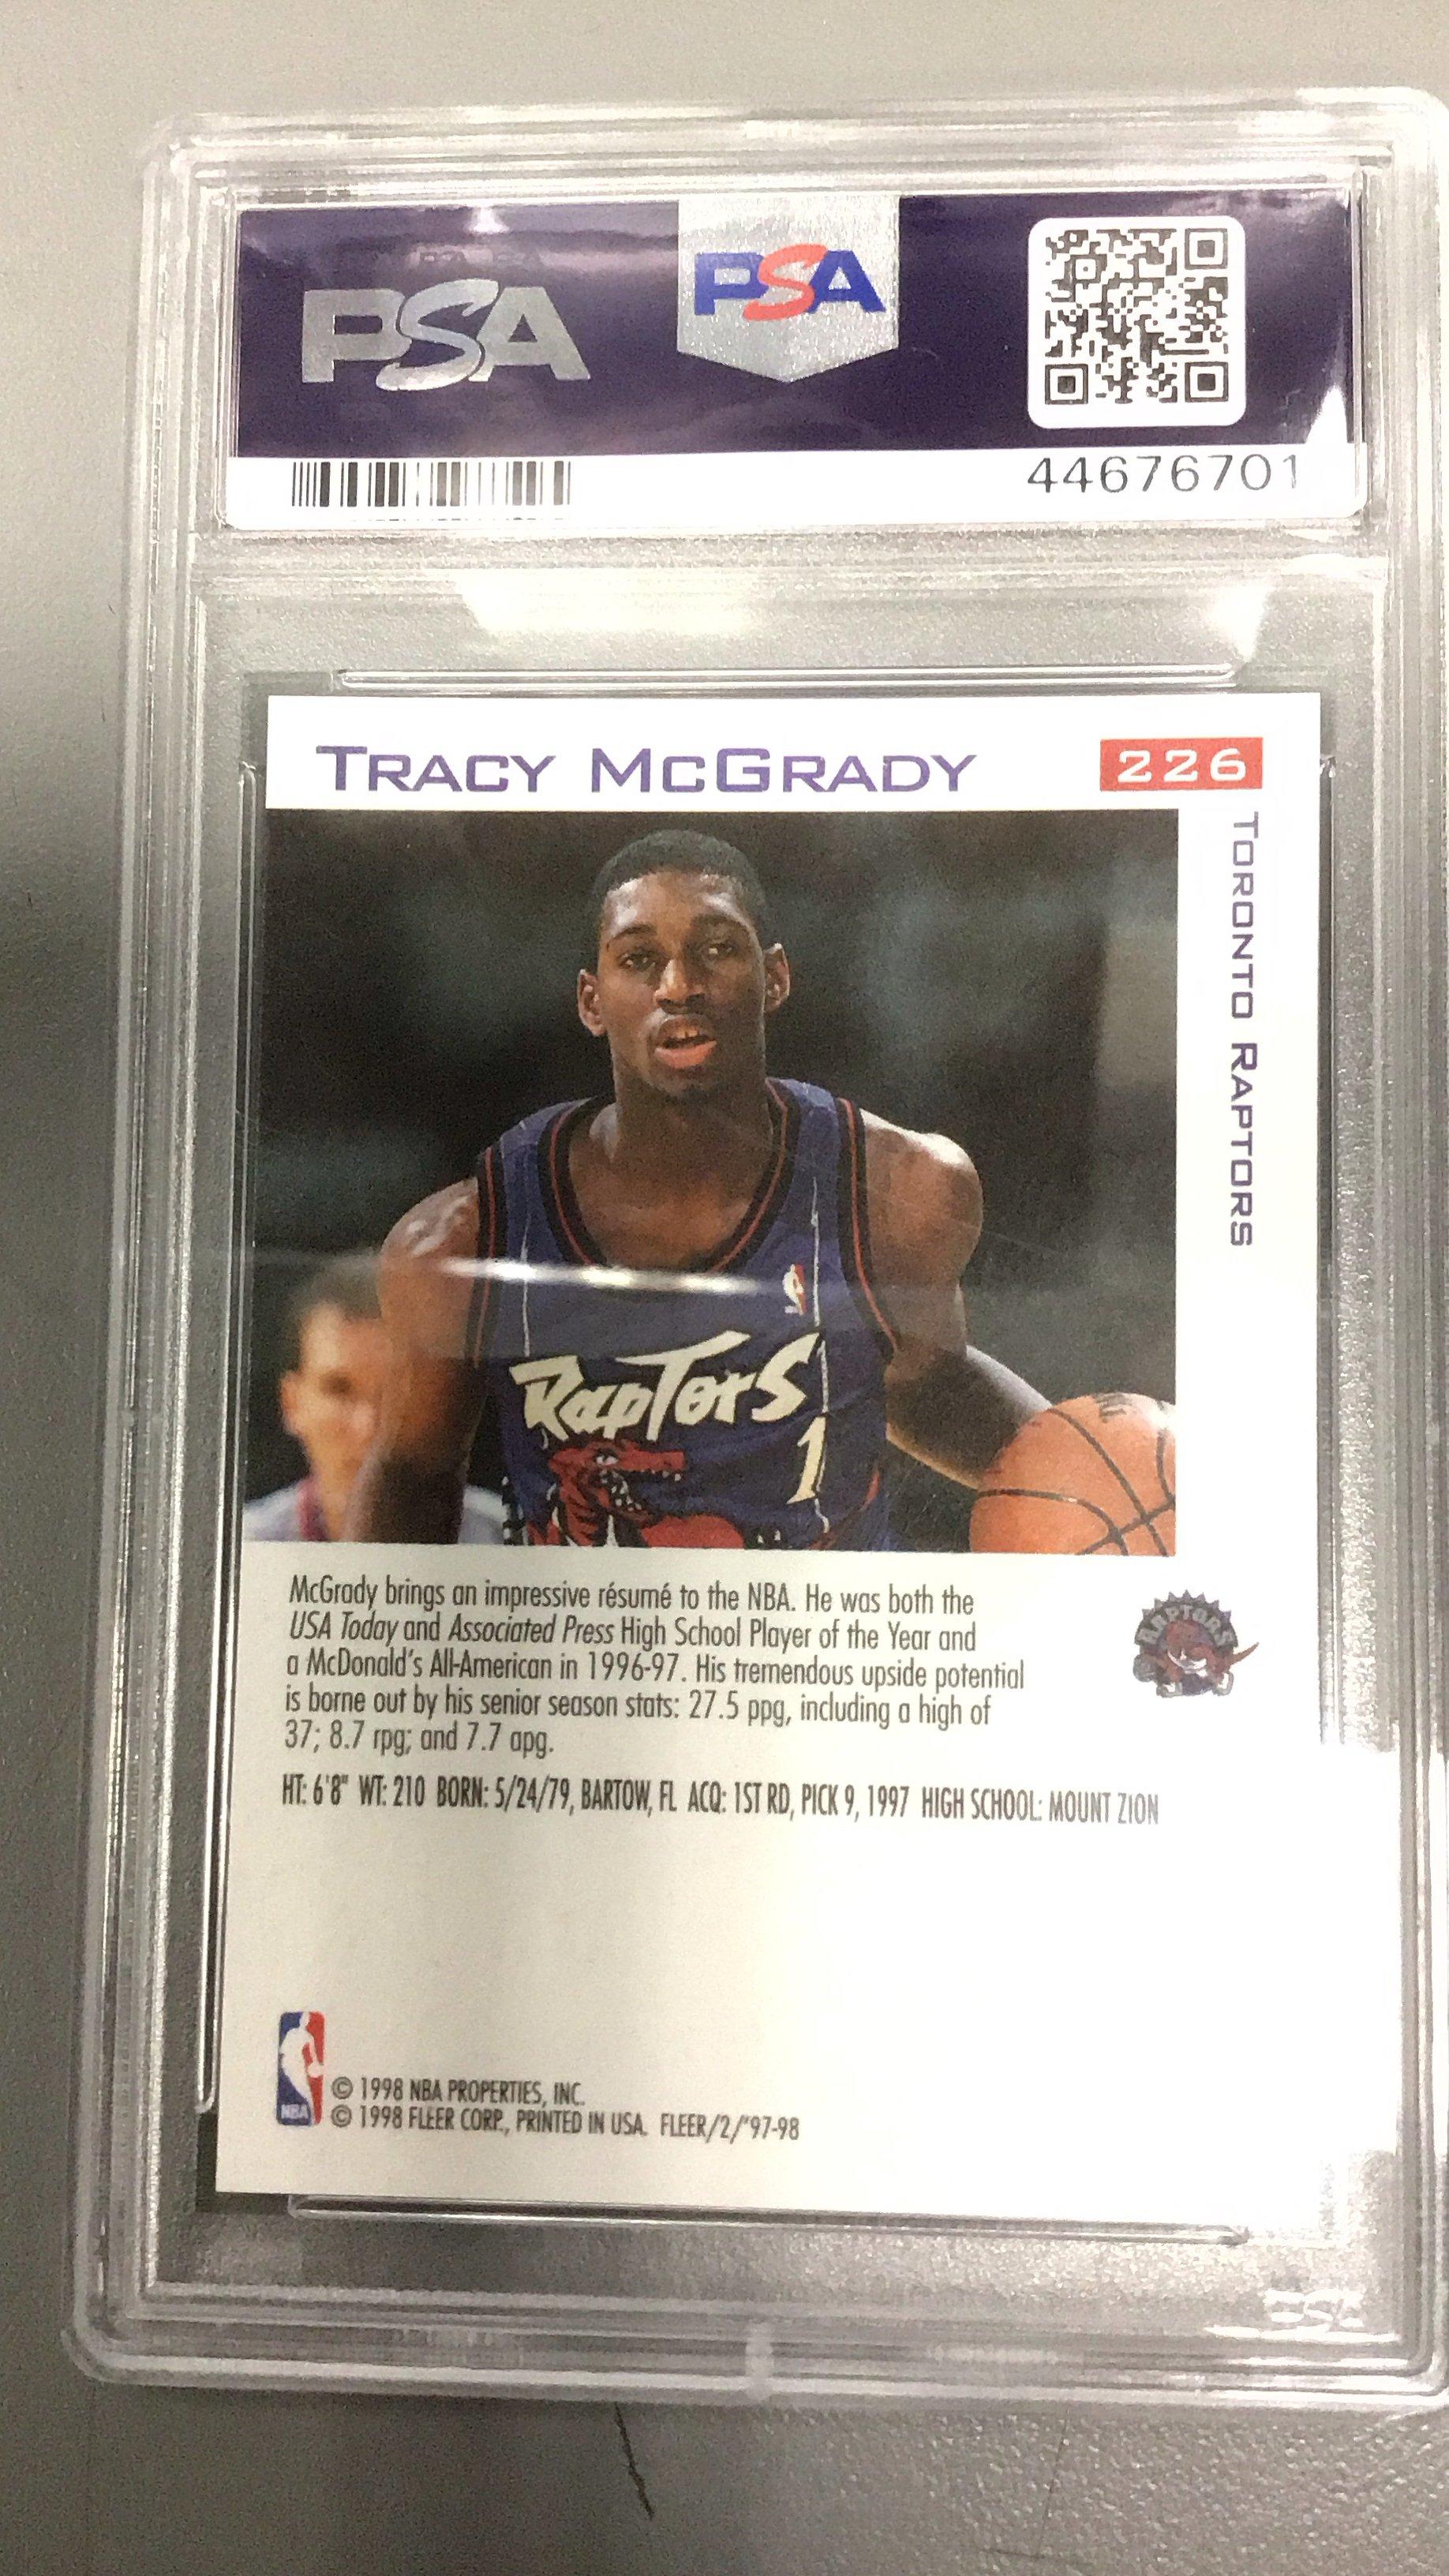 PSA
PSA
44676701
TRACY MCGRADY
226
TORONTO RAPTORS
RAPTORS
1
McGrady brings an impressive résumé to the NBA. He was both the
USA Today and Associated Press High School Player of the Year and
a McDonald's All-American in 1996-97. His tremendous upside potential
is borne out by his senior season stats: 27.5 ppg, including a high of
37; 8.7 rpg; and 7.7 apg.
RAPTORS
HT: 6'8" WT: 210 BORN: 5/24/79, BARTOW, FL ACQ: 1ST RD, PICK 9, 1997 HIGH SCHOOL: MOUNT ZION
NBA
© 1998 NBA PROPERTIES, INC.
© 1998 FLEER CORP., PRINTED IN USA. FLEER/2/'97-98